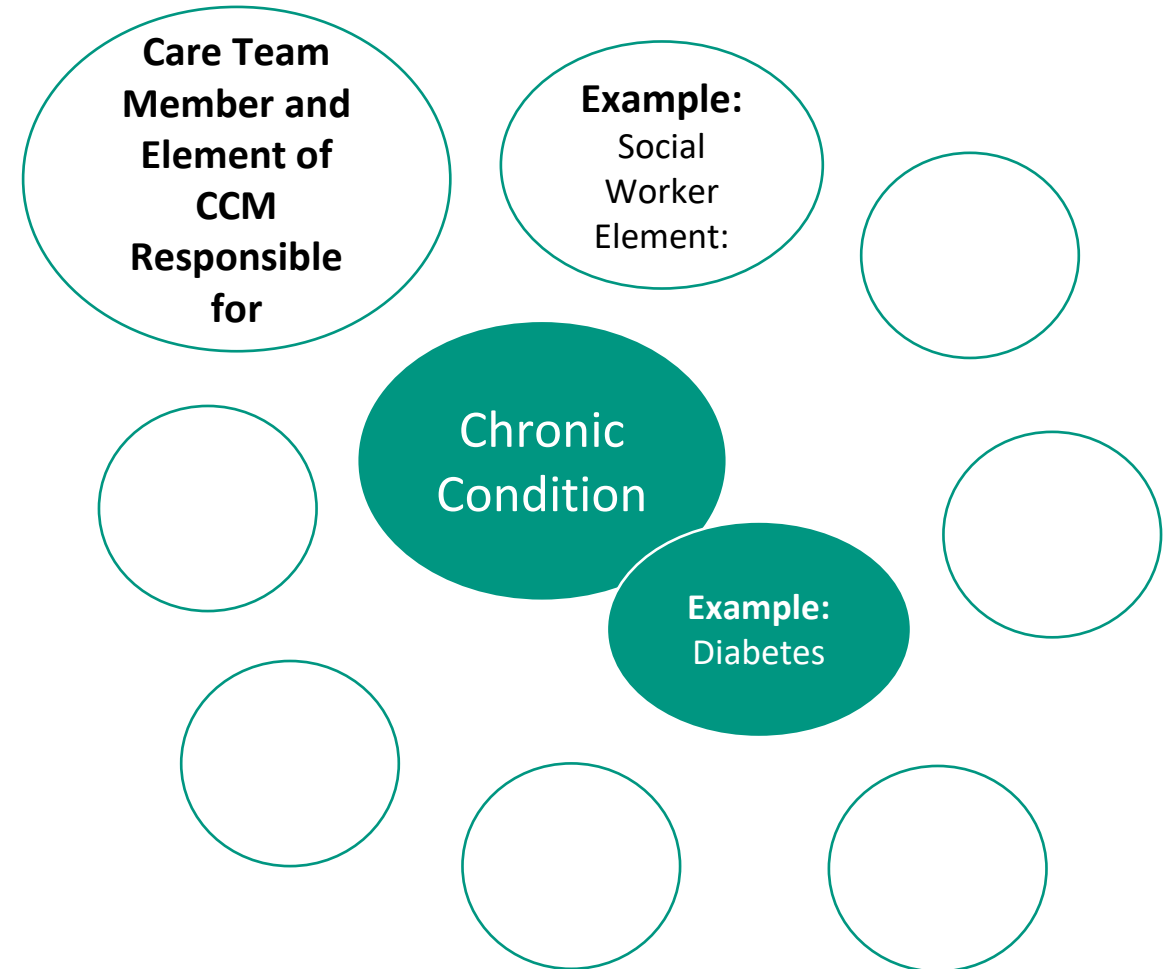 Care Team
Member and
Element of
CCM
Responsible
for
Example:
Social
Worker
Element:
Chronic
Condition
Example:
Diabetes